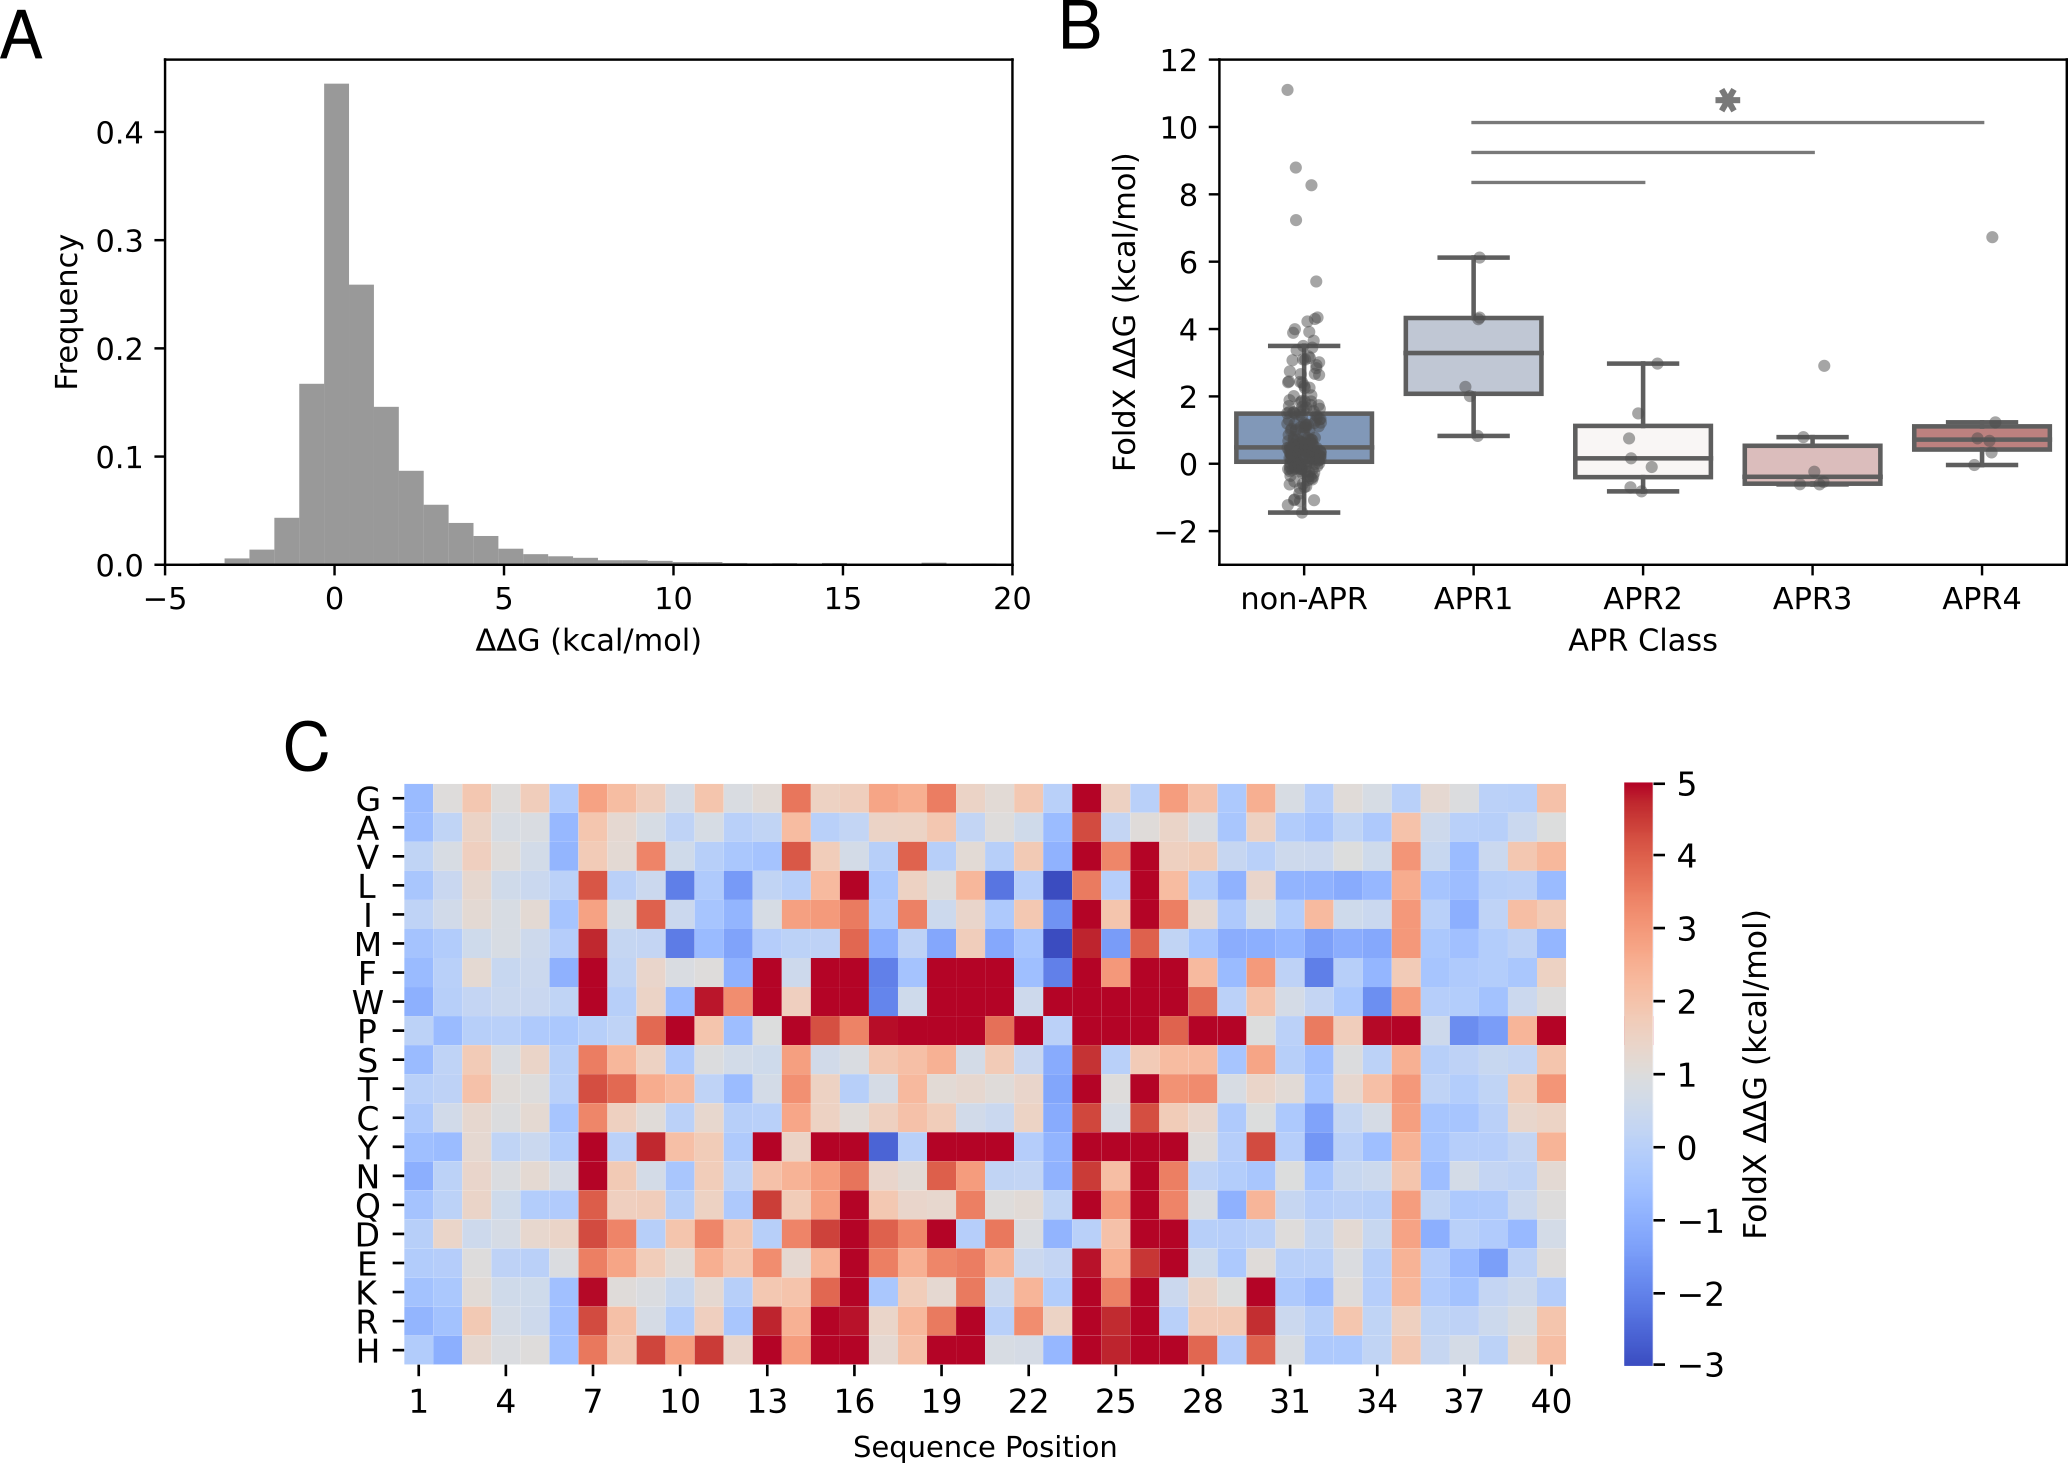 A
B
Frequency
0.4
0.3
0.2
0.1
0.0
−5
0
5
10
15
20
ΔΔG (kcal/mol)
FoldX ΔΔG (kcal/mol)
12
10
8
6
4
2
0
−2
*
non-APR
APR1
APR2
APR3
APR4
APR Class
C
G
A
V
L
I
M
F
W
P
S
T
C
Y
N
Q
D
E
K
R
H
1
4
7
10
13
16
19
22
25
28
31
34
37
40
Sequence Position
5
4
3
2
1
0
−1
−2
−3
FoldX ΔΔG (kcal/mol)